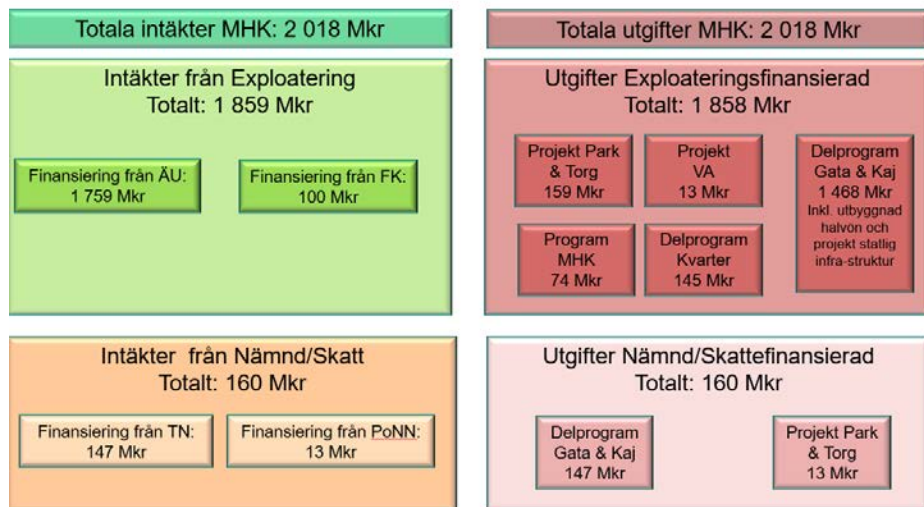 Totala intäkter MHK: 2 018 Mkr
Intäkter från Exploatering
Totalt: 1 859 Mkr
Finansiering från ÄU:
1 759 Mkr
Finansiering från FK:
100 Mkr
Totala utgifter MHK: 2 018 Mkr
Utgifter Exploateringsfinansierad
Totalt: 1 858 Mkr
Projekt Park
& Torg
159 Mkr
Projekt
VA
13 Mkr
Delprogram
Gata & Kaj
1 468 Mkr
Inkl. utbyggnad
halvön och
projekt statlig
infra-struktur
Program
MHK
74 Mkr
Delprogram
Kvarter
145 Mkr
Intäkter från Nämnd/Skatt
Totalt: 160 Mkr
Finansiering från TN:
147 Mkr
Finansiering från PoNN:
13 Mkr
Utgifter Nämnd/Skattefinansierad
Totalt: 160 Mkr
Delprogram
Gata & Kaj
147 Mkr
Projekt Park
& Torg
13 Mkr